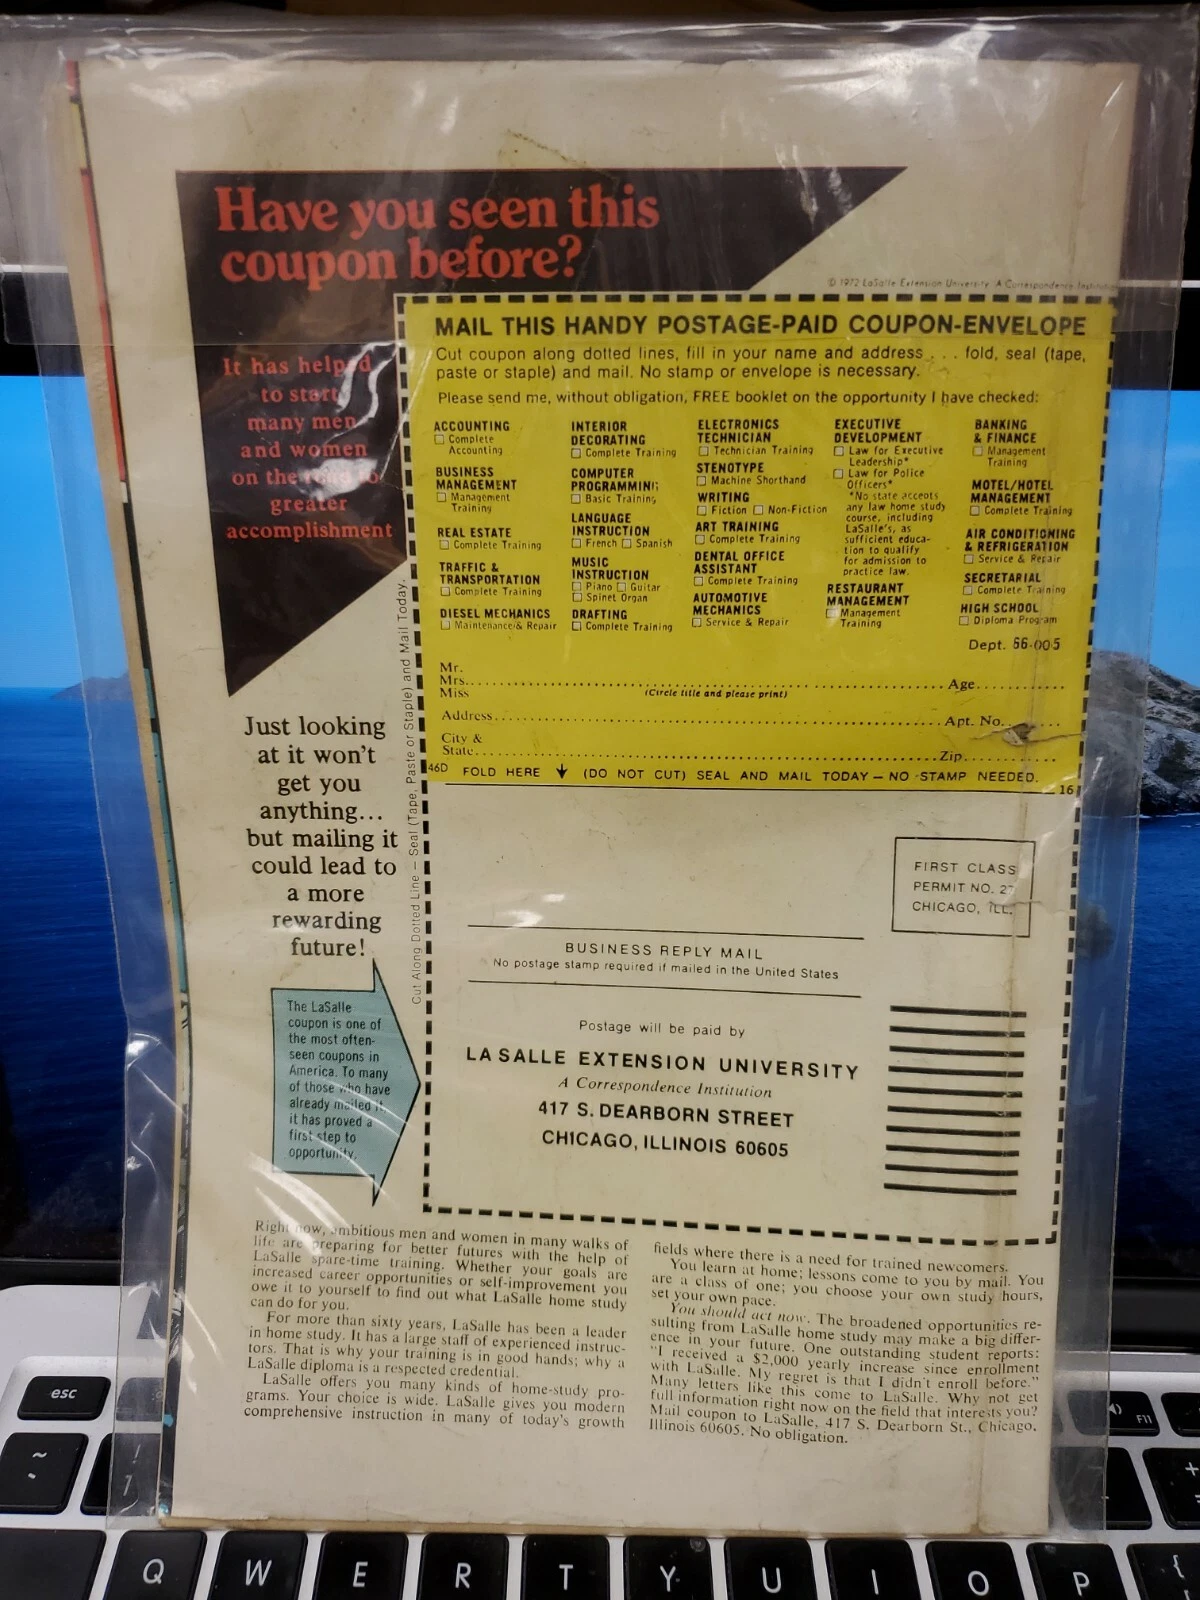 Have you seen this
coupon before?
© 1972 LaSalle Extension University A Correspondence
It has helped
to start
many men
and women
on the road to
greater
accomplishment
MAIL THIS HANDY POSTAGE-PAID COUPON-ENVELOPE
Cut coupon along dotted lines, fill in your name and address . . . fold, seal (tape,
paste or staple) and mail. No stamp or envelope is necessary.
Please send me, without obligation, FREE booklet on the opportunity I have checked:
ACCOUNTING
Complete
Accounting
BUSINESS
MANAGEMENT
Management
Training
REAL ESTATE
Complete Training
TRAFFIC &
TRANSPORTATION
Complete Training
DIESEL MECHANICS
Maintenance & Repair
INTERIOR
DECORATING
Complete Training
COMPUTER
PROGRAMMING
Basic Training
LANGUAGE
INSTRUCTION
French Spanish
MUSIC
INSTRUCTION
Piano Guitar
Spinet Organ
DRAFTING
Complete Training
ELECTRONICS
TECHNICIAN
Technician Training
STENOTYPE
Machine Shorthand
WRITING
Fiction Non-Fiction
ART TRAINING
Complete Training
DENTAL OFFICE
ASSISTANT
Complete Training
AUTOMOTIVE
MECHANICS
Service & Repair
EXECUTIVE
DEVELOPMENT
Law for Executive
Leadership*
Law for Police
Officers*
*No state accepts
any law home study
course, including
LaSalle's, as
sufficient educa-
tion to qualify
for admission to
practice law.
RESTAURANT
MANAGEMENT
Management
Training
BANKING
& FINANCE
Management
Training
MOTEL/HOTEL
MANAGEMENT
Complete Training
AIR CONDITIONING
& REFRIGERATION
Service & Repair
SECRETARIAL
Complete Training
HIGH SCHOOL
Diploma Program
Dept. 66-005
Mr.
Mrs. Age
Miss (Circle title and please print)
Address Apt. No.
City &
State Zip
46D FOLD HERE ↓ (DO NOT CUT) SEAL AND MAIL TODAY — NO STAMP NEEDED.
16
Cut Along Dotted Line — Seal (Tape, Paste or Staple) and Mail Today.
Just looking
at it won't
get you
anything...
but mailing it
could lead to
a more
rewarding
future!
The LaSalle
coupon is one of
the most often-
seen coupons in
America. To many
of those who have
already mailed it,
it has proved a
first step to
opportunity.
FIRST CLASS
PERMIT NO. 27
CHICAGO, ILL.
BUSINESS REPLY MAIL
No postage stamp required if mailed in the United States
Postage will be paid by
LA SALLE EXTENSION UNIVERSITY
A Correspondence Institution
417 S. DEARBORN STREET
CHICAGO, ILLINOIS 60605
Right now, ambitious men and women in many walks of
life are preparing for better futures with the help of
LaSalle spare-time training. Whether your goals are
increased career opportunities or self-improvement you
owe it to yourself to find out what LaSalle home study
can do for you.
For more than sixty years, LaSalle has been a leader
in home study. It has a large staff of experienced instruc-
tors. That is why your training is in good hands; why a
LaSalle diploma is a respected credential.
LaSalle offers you many kinds of home-study pro-
grams. Your choice is wide. LaSalle gives you modern
comprehensive instruction in many of today's growth
fields where there is a need for trained newcomers.
You learn at home; lessons come to you by mail. You
are a class of one; you choose your own study hours,
set your own pace.
You should act now. The broadened opportunities re-
sulting from LaSalle home study may make a big differ-
ence in your future. One outstanding student reports:
"I received a $2,000 yearly increase since enrollment
with LaSalle. My regret is that I didn't enroll before."
Many letters like this come to LaSalle. Why not get
full information right now on the field that interests you?
Mail coupon to LaSalle, 417 S. Dearborn St., Chicago,
Illinois 60605. No obligation.
esc
F11
~
!
1
+
Q W E R T Y U I O P {